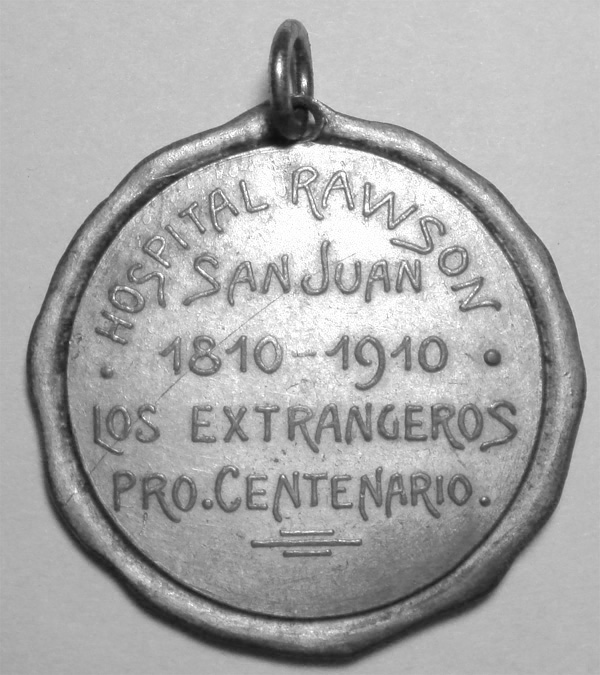 HOSPITAL RAWSON
SAN JUAN
· 1810-1910 ·
LOS EXTRANGEROS
PRO.CENTENARIO.